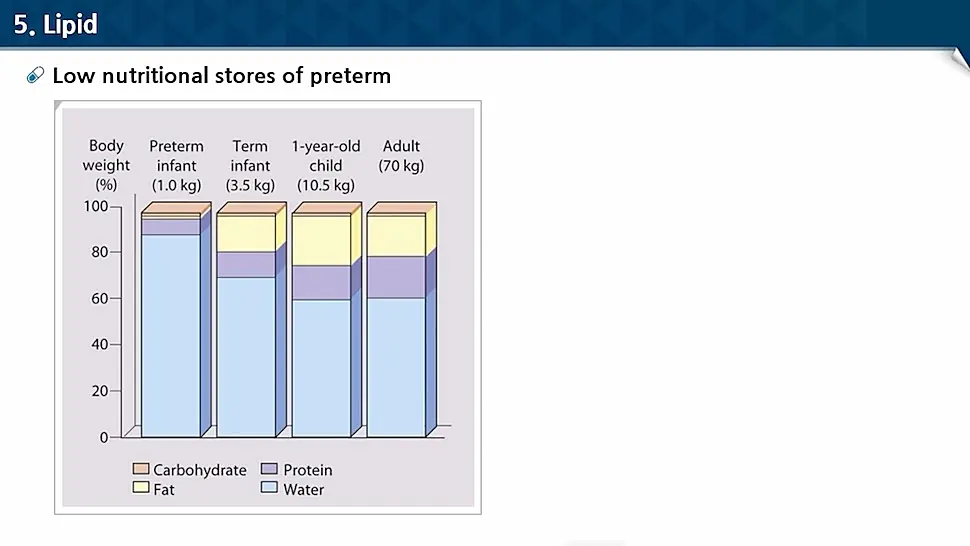 5. Lipid
Low nutritional stores of preterm
Body
weight
(%)
Preterm
infant
(1.0 kg)
Term
infant
(3.5 kg)
1-year-old
child
(10.5 kg)
Adult
(70 kg)
100
80
60
40
20
0
Carbohydrate
Protein
Fat
Water